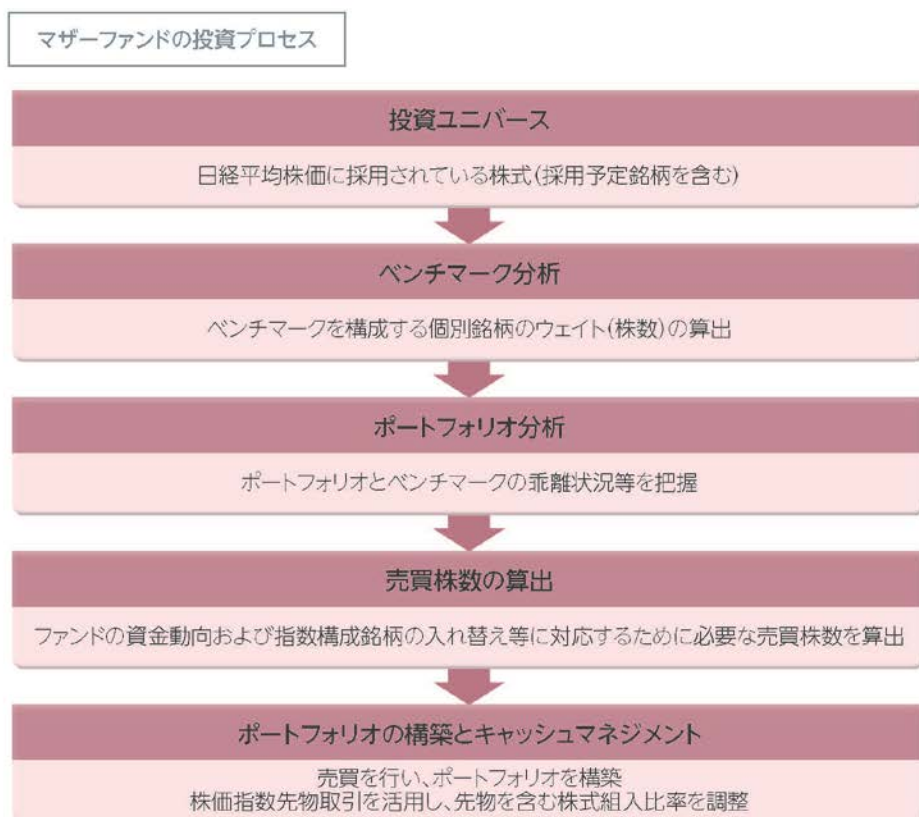 マザーファンドの投資プロセス
投資ユニバース
日経平均株価に採用されている株式(採用予定銘柄を含む)
ベンチマーク分析
ベンチマークを構成する個別銘柄のウェイト(株数)の算出
ポートフォリオ分析
ポートフォリオとベンチマークの乖離状況等を把握
売買株数の算出
ファンドの資金動向および指数構成銘柄の入れ替え等に対応するために必要な売買株数を算出
ポートフォリオの構築とキャッシュマネジメント
売買を行い、ポートフォリオを構築
株価指数先物取引を活用し、先物を含む株式組入比率を調整